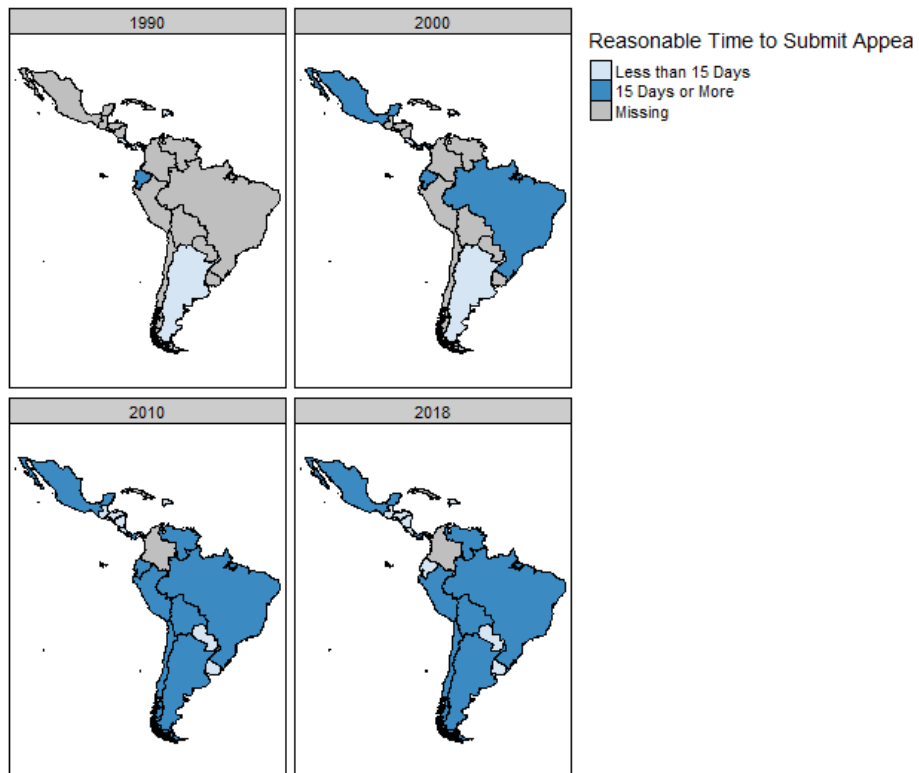 1990
2000
Reasonable Time to Submit Appea
Less than 15 Days
15 Days or More
Missing
2010
2018